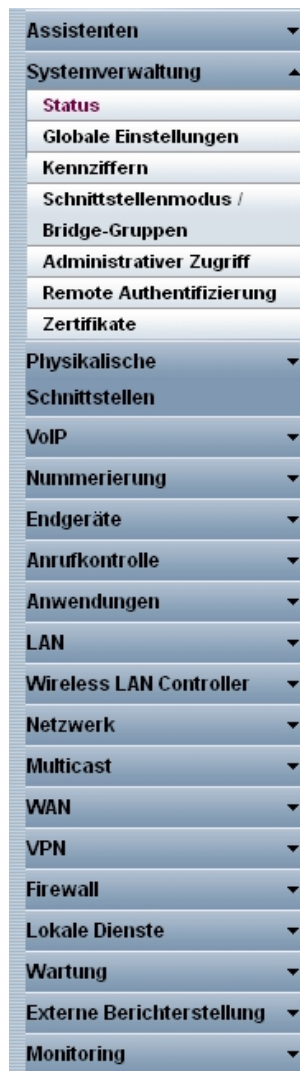 Assistenten
Systemverwaltung
Status
Globale Einstellungen
Kennziffern
Schnittstellenmodus /
Bridge-Gruppen
Administrativer Zugriff
Remote Authentifizierung
Zertifikate
Physikalische
Schnittstellen
VoIP
Nummerierung
Endgeräte
Anrufkontrolle
Anwendungen
LAN
Wireless LAN Controller
Netzwerk
Multicast
WAN
VPN
Firewall
Lokale Dienste
Wartung
Externe Berichterstellung
Monitoring